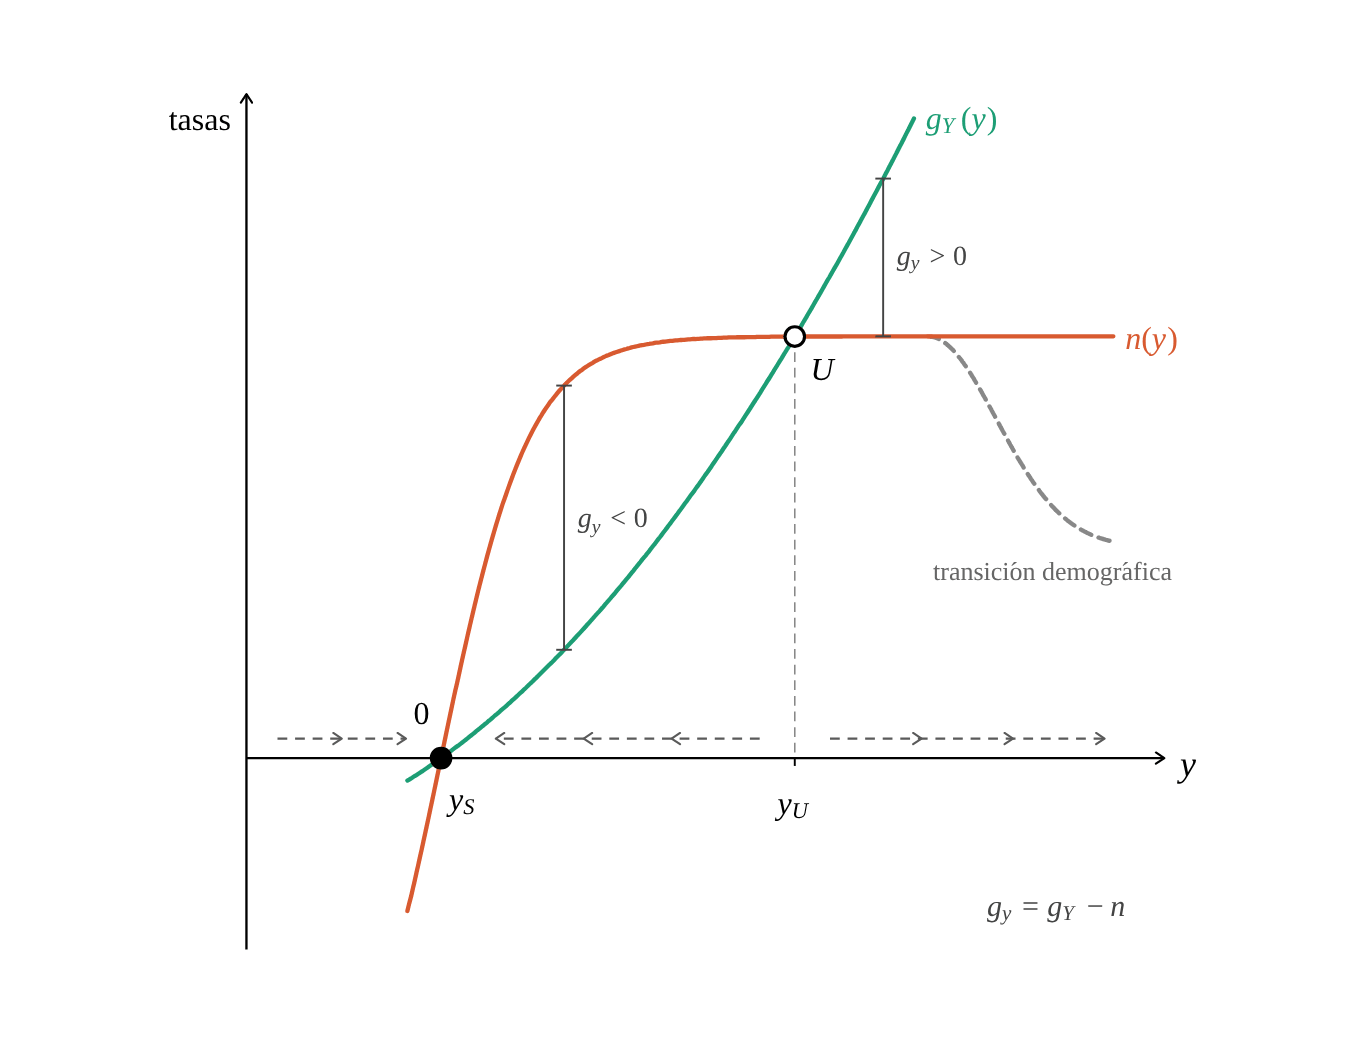 tasas
g_Y(y)
g_y > 0
n(y)
U
g_y < 0
transición demográfica
0
y
y_S
y_U
g_y = g_Y − n